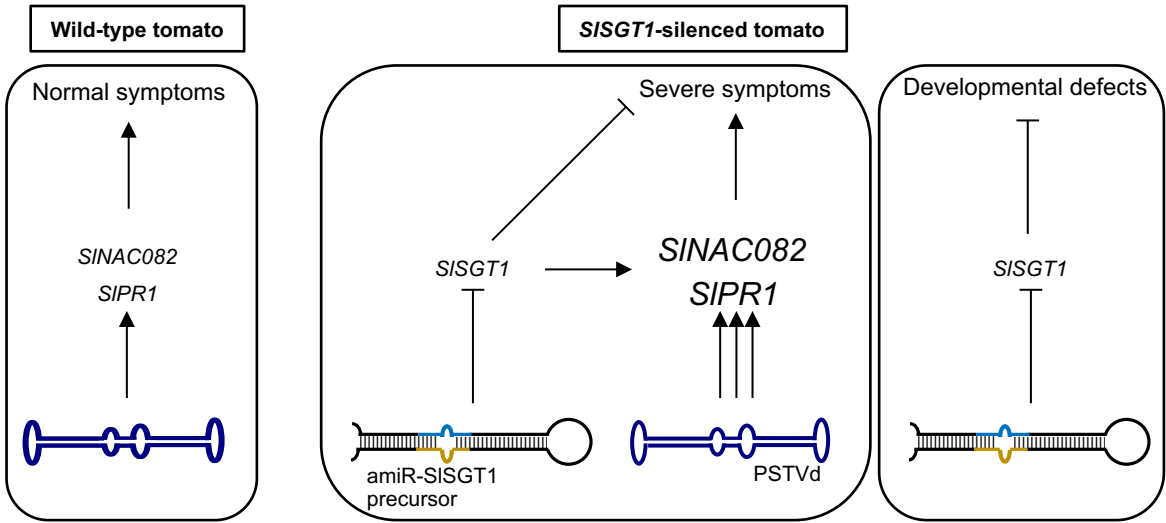 Wild-type tomato
Normal symptoms
SlNAC082
SlPR1
SlSGT1-silenced tomato
Severe symptoms
SlSGT1
SlNAC082
SlPR1
amiR-SlSGT1
precursor
PSTVd
Developmental defects
SlSGT1